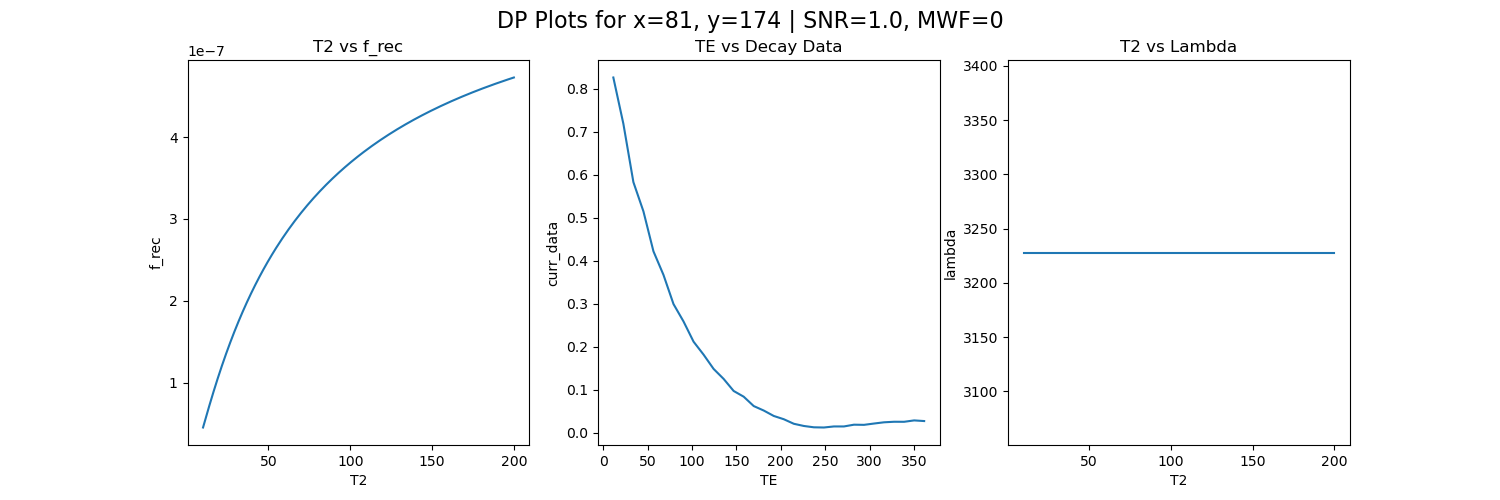 DP Plots for x=81, y=174 | SNR=1.0, MWF=0
T2 vs f_rec
1e−7
4
3
2
1
f_rec
50 100 150 200
T2
TE vs Decay Data
0.8
0.7
0.6
0.5
0.4
0.3
0.2
0.1
0.0
curr_data
0 50 100 150 200 250 300 350
TE
T2 vs Lambda
3400
3350
3300
3250
3200
3150
3100
lambda
50 100 150 200
T2